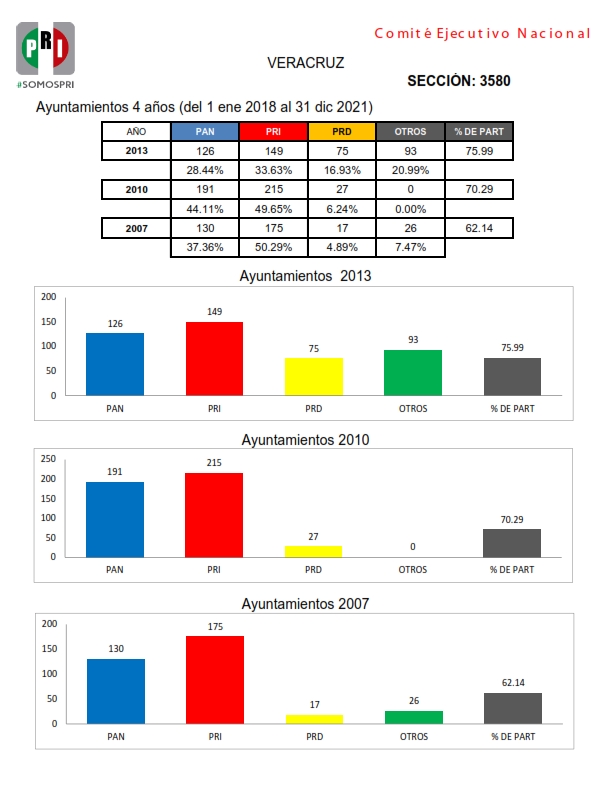 Comité Ejecutivo Nacional
PRI
#SOMOSPRI
VERACRUZ
SECCIÓN: 3580
Ayuntamientos 4 años (del 1 ene 2018 al 31 dic 2021)
AÑO PAN PRI PRD OTROS % DE PART
2013 126 149 75 93 75.99
28.44% 33.63% 16.93% 20.99%
2010 191 215 27 0 70.29
44.11% 49.65% 6.24% 0.00%
2007 130 175 17 26 62.14
37.36% 50.29% 4.89% 7.47%
Ayuntamientos 2013
200
150
100
50
0
126 149 75 93 75.99
PAN PRI PRD OTROS % DE PART
Ayuntamientos 2010
250
200
150
100
50
0
191 215 27 0 70.29
PAN PRI PRD OTROS % DE PART
Ayuntamientos 2007
200
150
100
50
0
130 175 17 26 62.14
PAN PRI PRD OTROS % DE PART